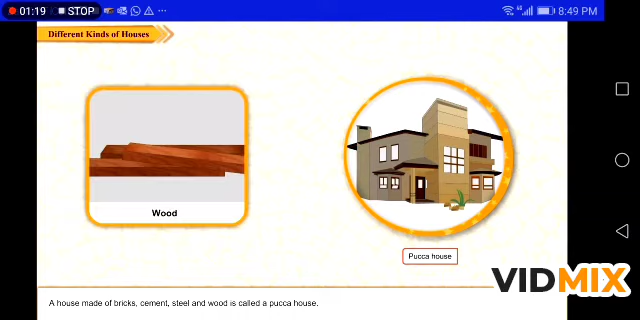 01:19 STOP
8:49 PM
Different Kinds of Houses
Wood
Pucca house
VIDMIX
A house made of bricks, cement, steel and wood is called a pucca house.